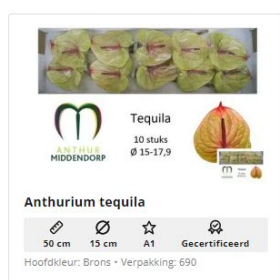 Tequila
10 stuks
Ø 15-17,9
ANTHUR
MIDDENDORP
Anthurium tequila
50 cm 15 cm A1 Gecertificeerd
Hoofdkleur: Brons • Verpakking: 690